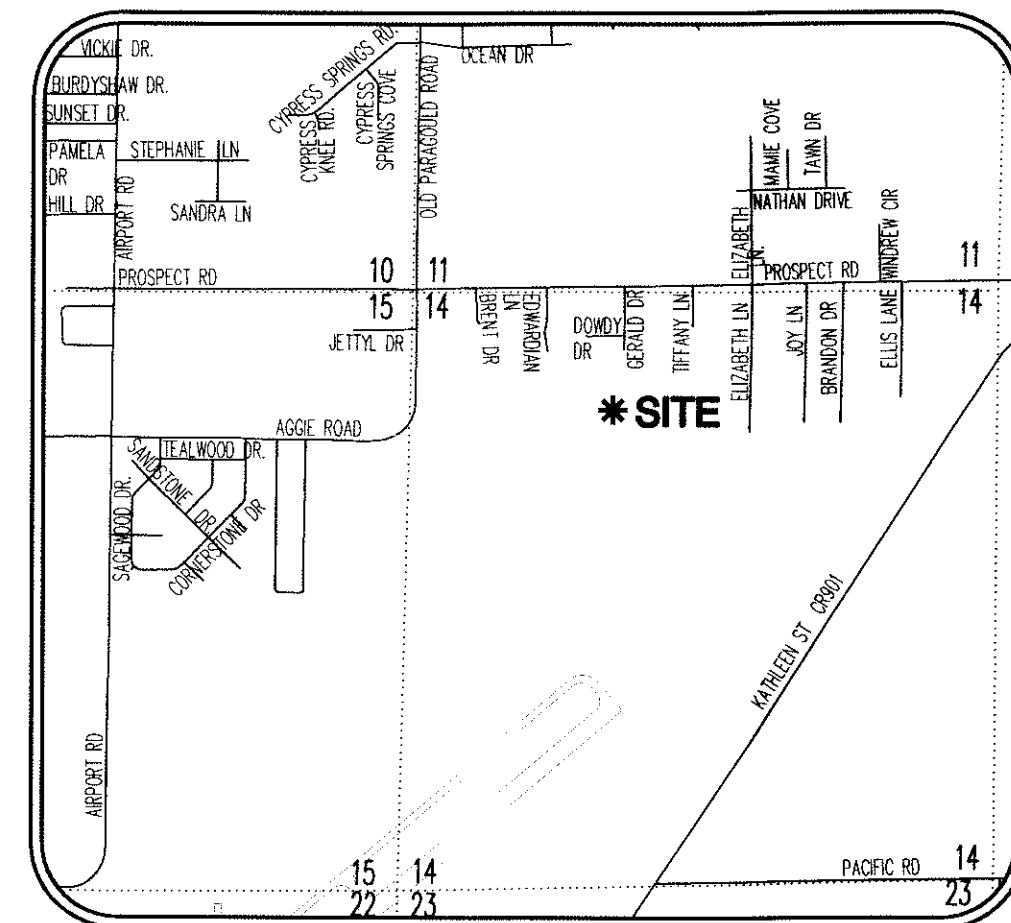 VICKIE DR.
BURDYSHAW DR.
SUNSET DR.
PAMELA
DR
HILL DR
STEPHANIE LN
SANDRA LN
AIRPORT RD
CYPRESS SPRINGS RD.
CYPRESS
KNEE RD.
CYPRESS
SPRINGS COVE
OCEAN DR
OLD PARAGOULD ROAD
MAMIE COVE
TAWN DR
NATHAN DRIVE
ELIZABETH
LN.
WINDREW CIR
PROSPECT RD
10 11
15 14
PROSPECT RD
11
14
JETTYL DR
BRENT DR
EDWARDIAN
LN
DOWDY
DR
GERALD DR
TIFFANY LN
ELIZABETH LN
JOY LN
BRANDON DR
ELLIS LANE
* SITE
AGGIE ROAD
TEALWOOD DR.
SANDSTONE DR
SAGEWOOD DR.
CORNERSTONE DR
KATHLEEN ST CR901
AIRPORT RD
15 14
22 23
PACIFIC RD
14
23